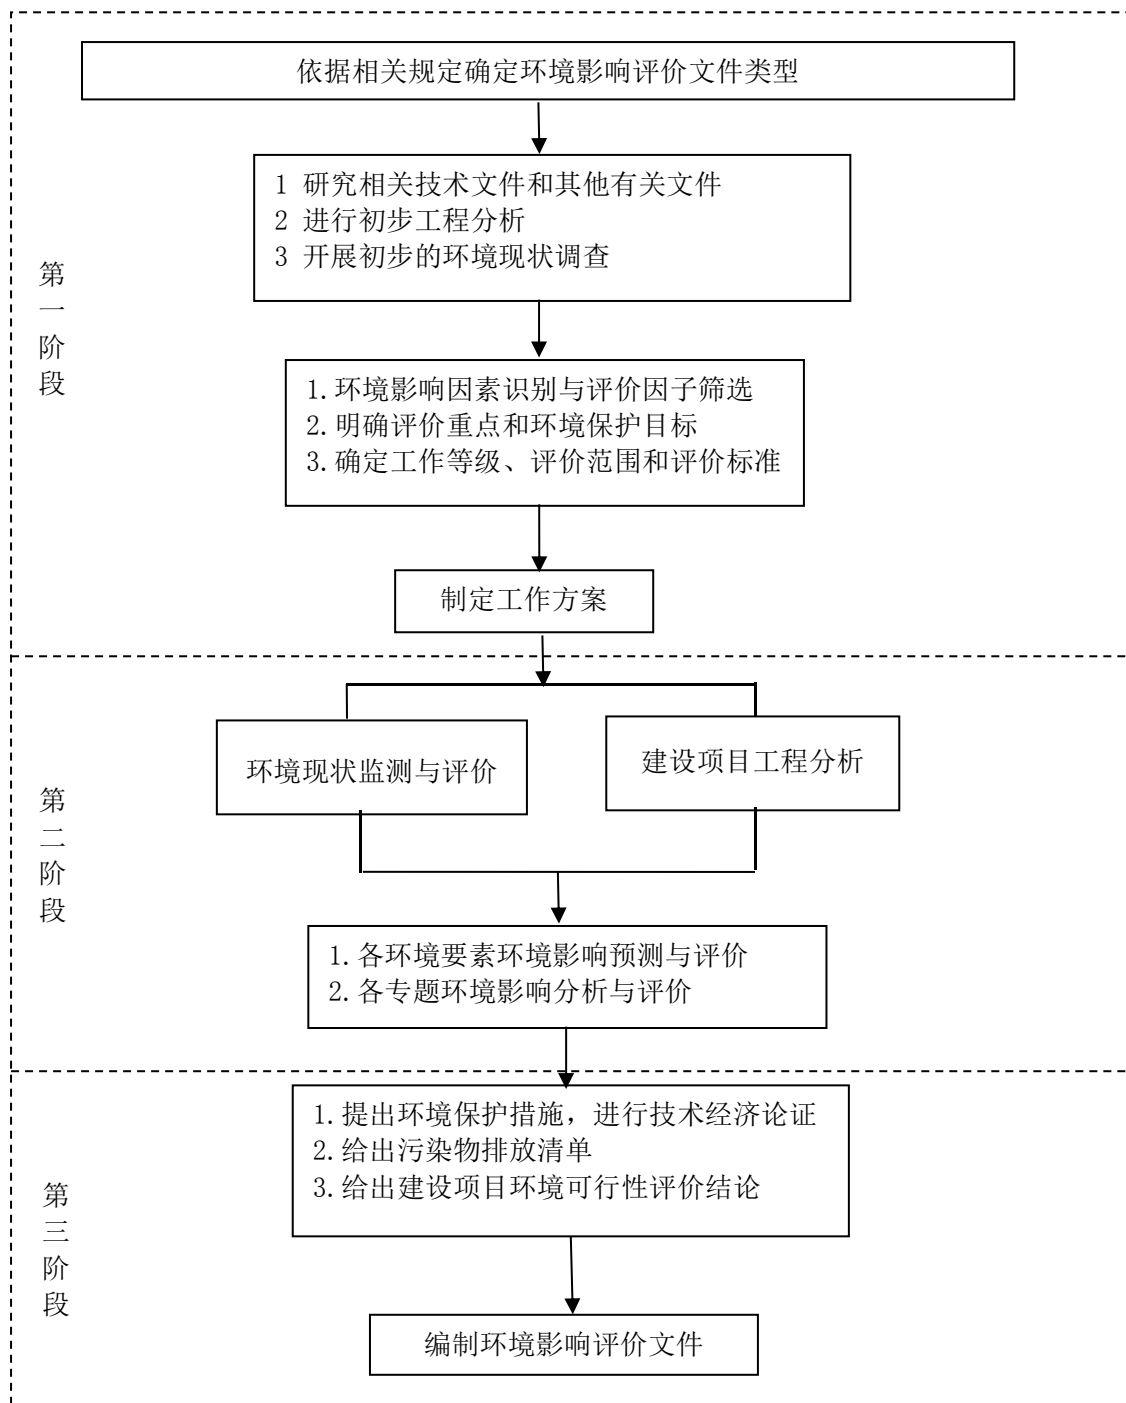 依据相关规定确定环境影响评价文件类型
1 研究相关技术文件和其他有关文件
2 进行初步工程分析
3 开展初步的环境现状调查
第
一
阶
段
1.环境影响因素识别与评价因子筛选
2.明确评价重点和环境保护目标
3.确定工作等级、评价范围和评价标准
制定工作方案
环境现状监测与评价
建设项目工程分析
第
二
阶
段
1.各环境要素环境影响预测与评价
2.各专题环境影响分析与评价
1.提出环境保护措施，进行技术经济论证
2.给出污染物排放清单
3.给出建设项目环境可行性评价结论
第
三
阶
段
编制环境影响评价文件